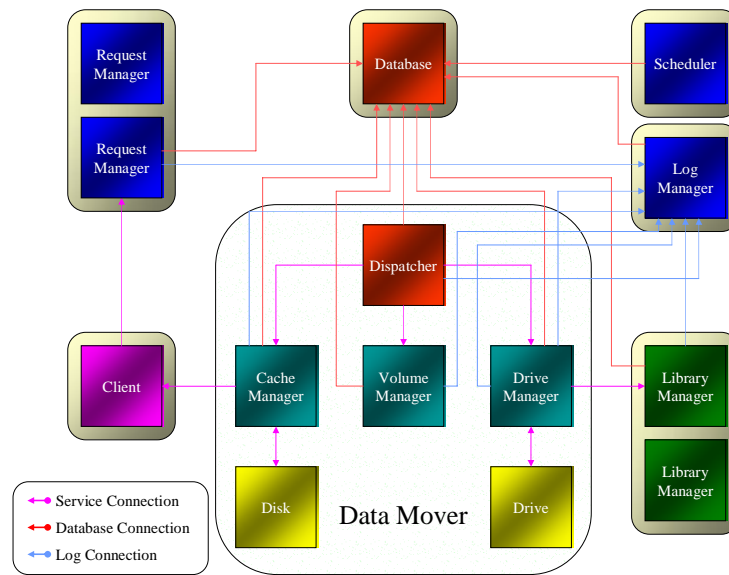 Request
Manager
Database
Scheduler
Request
Manager
Log
Manager
Dispatcher
Client
Cache
Manager
Volume
Manager
Drive
Manager
Library
Manager
Disk
Drive
Library
Manager
Data Mover
Service Connection
Database Connection
Log Connection